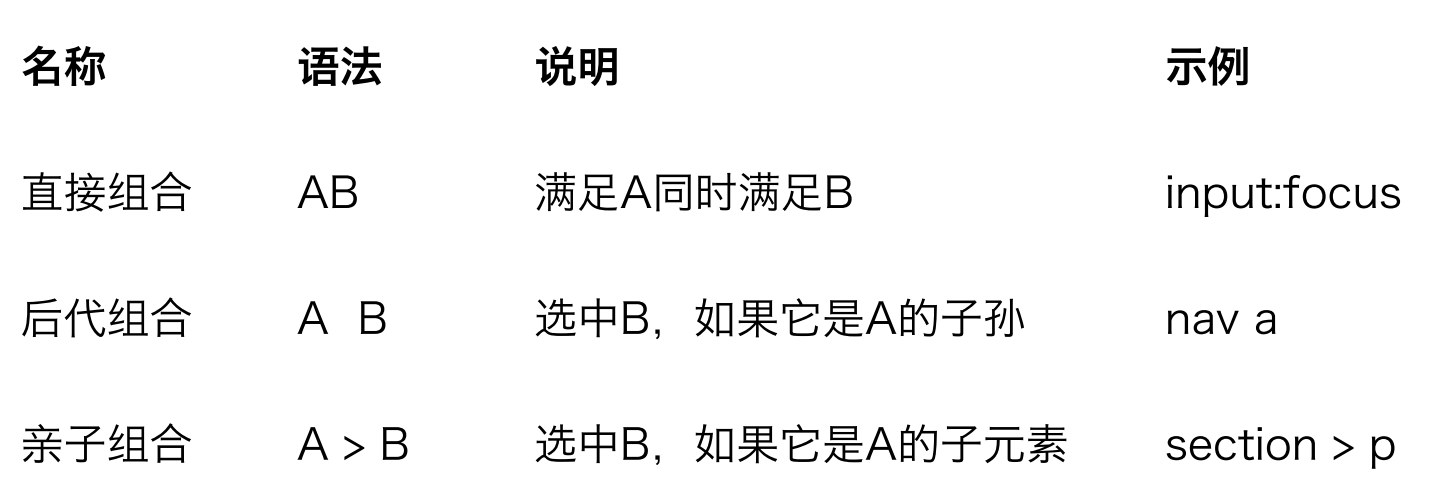 名称 语法 说明 示例
直接组合 AB 满足A同时满足B input:focus
后代组合 A B 选中B，如果它是A的子孙 nav a
亲子组合 A > B 选中B，如果它是A的子元素 section > p